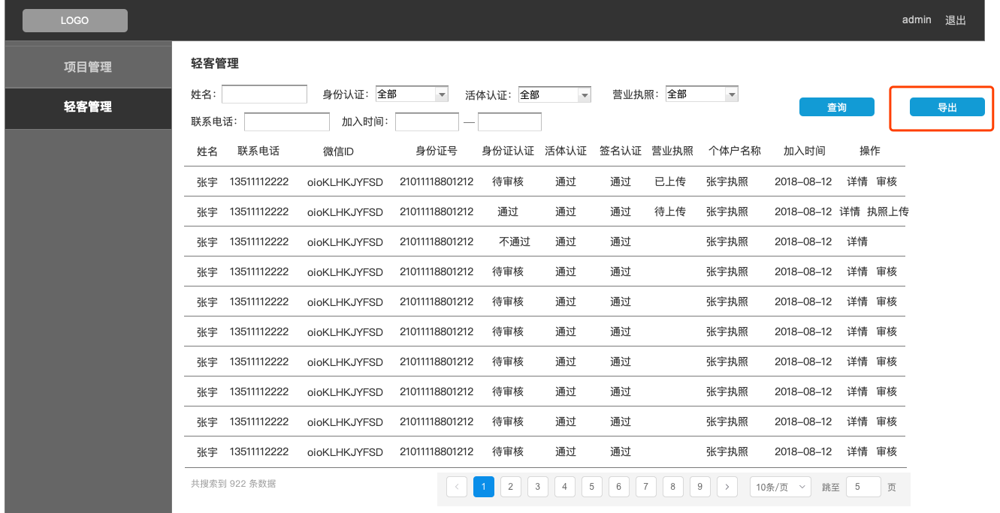 LOGO admin 退出
项目管理
轻客管理
轻客管理
姓名： 身份认证： 全部 活体认证： 全部 营业执照： 全部
查询 导出
联系电话： 加入时间： —
姓名 联系电话 微信ID 身份证号 身份证认证 活体认证 签名认证 营业执照 个体户名称 加入时间 操作
张宇 13511112222 oioKLHKJYFSD 21011118801212 待审核 通过 通过 已上传 张宇执照 2018-08-12 详情 审核
张宇 13511112222 oioKLHKJYFSD 21011118801212 通过 通过 通过 待上传 张宇执照 2018-08-12 详情 执照上传
张宇 13511112222 oioKLHKJYFSD 21011118801212 不通过 通过 通过 张宇执照 2018-08-12 详情
张宇 13511112222 oioKLHKJYFSD 21011118801212 待审核 通过 通过 张宇执照 2018-08-12 详情 审核
张宇 13511112222 oioKLHKJYFSD 21011118801212 待审核 通过 通过 张宇执照 2018-08-12 详情 审核
张宇 13511112222 oioKLHKJYFSD 21011118801212 待审核 通过 通过 张宇执照 2018-08-12 详情 审核
张宇 13511112222 oioKLHKJYFSD 21011118801212 待审核 通过 通过 张宇执照 2018-08-12 详情 审核
张宇 13511112222 oioKLHKJYFSD 21011118801212 待审核 通过 通过 张宇执照 2018-08-12 详情 审核
张宇 13511112222 oioKLHKJYFSD 21011118801212 待审核 通过 通过 张宇执照 2018-08-12 详情 审核
张宇 13511112222 oioKLHKJYFSD 21011118801212 待审核 通过 通过 张宇执照 2018-08-12 详情 审核
共搜索到 922 条数据 < 1 2 3 4 5 6 7 8 9 > 10条/页 跳至 5 页